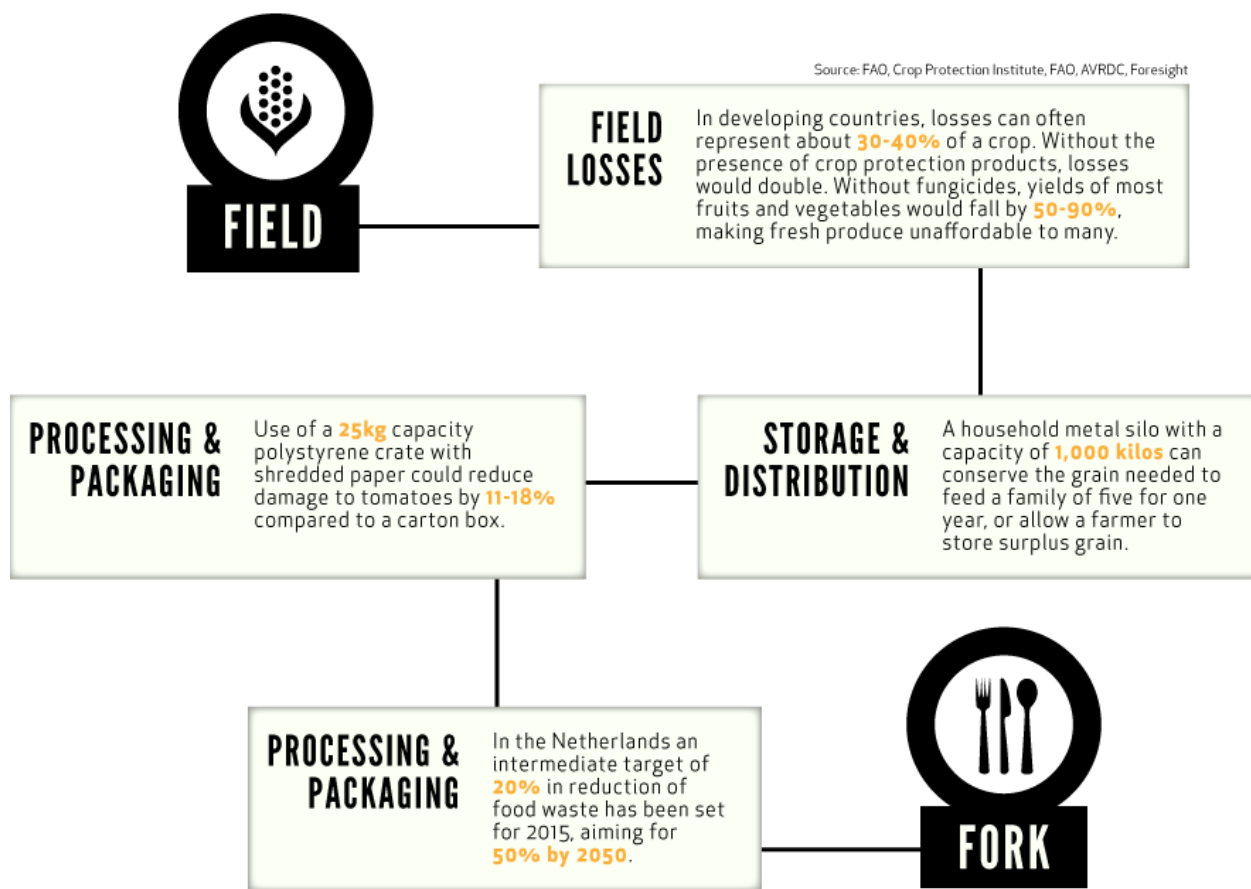 Source: FAO, Crop Protection Institute, FAO, AVRDC, Foresight
FIELD
FIELD
LOSSES
In developing countries, losses can often
represent about 30-40% of a crop. Without the
presence of crop protection products, losses
would double. Without fungicides, yields of most
fruits and vegetables would fall by 50-90%,
making fresh produce unaffordable to many.
STORAGE &
DISTRIBUTION
A household metal silo with a
capacity of 1,000 kilos can
conserve the grain needed to
feed a family of five for one
year, or allow a farmer to
store surplus grain.
PROCESSING &
PACKAGING
Use of a 25kg capacity
polystyrene crate with
shredded paper could reduce
damage to tomatoes by 11-18%
compared to a carton box.
PROCESSING &
PACKAGING
In the Netherlands an
intermediate target of
20% in reduction of
food waste has been set
for 2015, aiming for
50% by 2050.
FORK